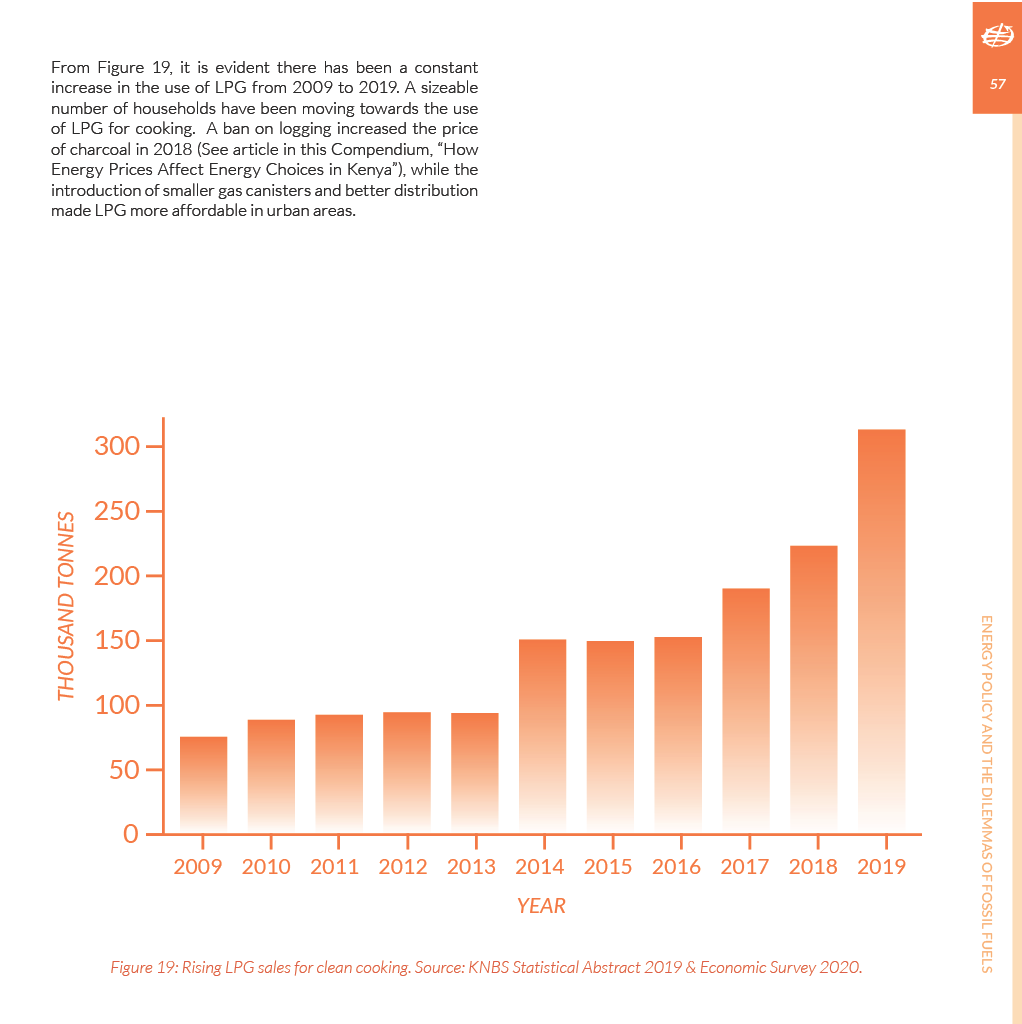 From Figure 19, it is evident there has been a constant
increase in the use of LPG from 2009 to 2019. A sizeable
number of households have been moving towards the use
of LPG for cooking.  A ban on logging increased the price
of charcoal in 2018 (See article in this Compendium, “How
Energy Prices Affect Energy Choices in Kenya”), while the
introduction of smaller gas canisters and better distribution
made LPG more affordable in urban areas.
57
300
250
200
150
100
50
0
THOUSAND TONNES
2009 2010 2011 2012 2013 2014 2015 2016 2017 2018 2019
YEAR
Figure 19: Rising LPG sales for clean cooking. Source: KNBS Statistical Abstract 2019 & Economic Survey 2020.
ENERGY POLICY AND THE DILEMMAS OF FOSSIL FUELS